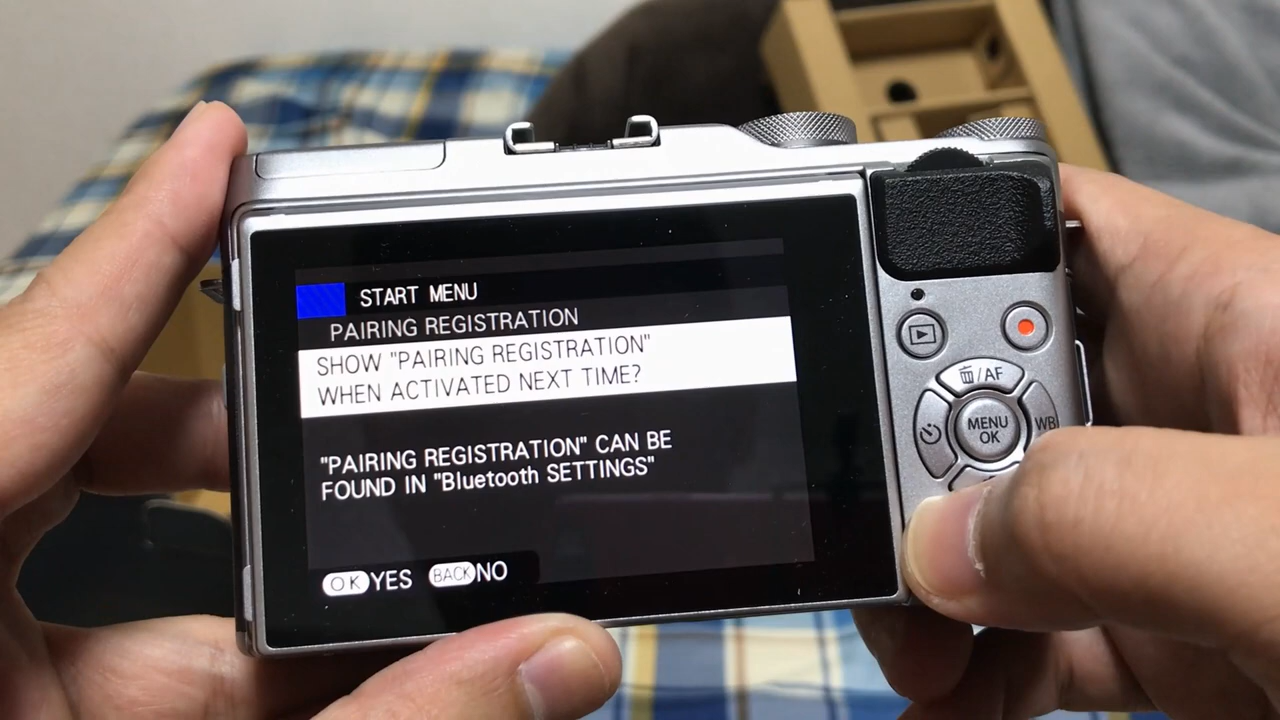 START MENU
PAIRING REGISTRATION
SHOW "PAIRING REGISTRATION"
WHEN ACTIVATED NEXT TIME?
"PAIRING REGISTRATION" CAN BE
FOUND IN "Bluetooth SETTINGS"
OK YES BACK NO
/AF
MENU
OK
WB